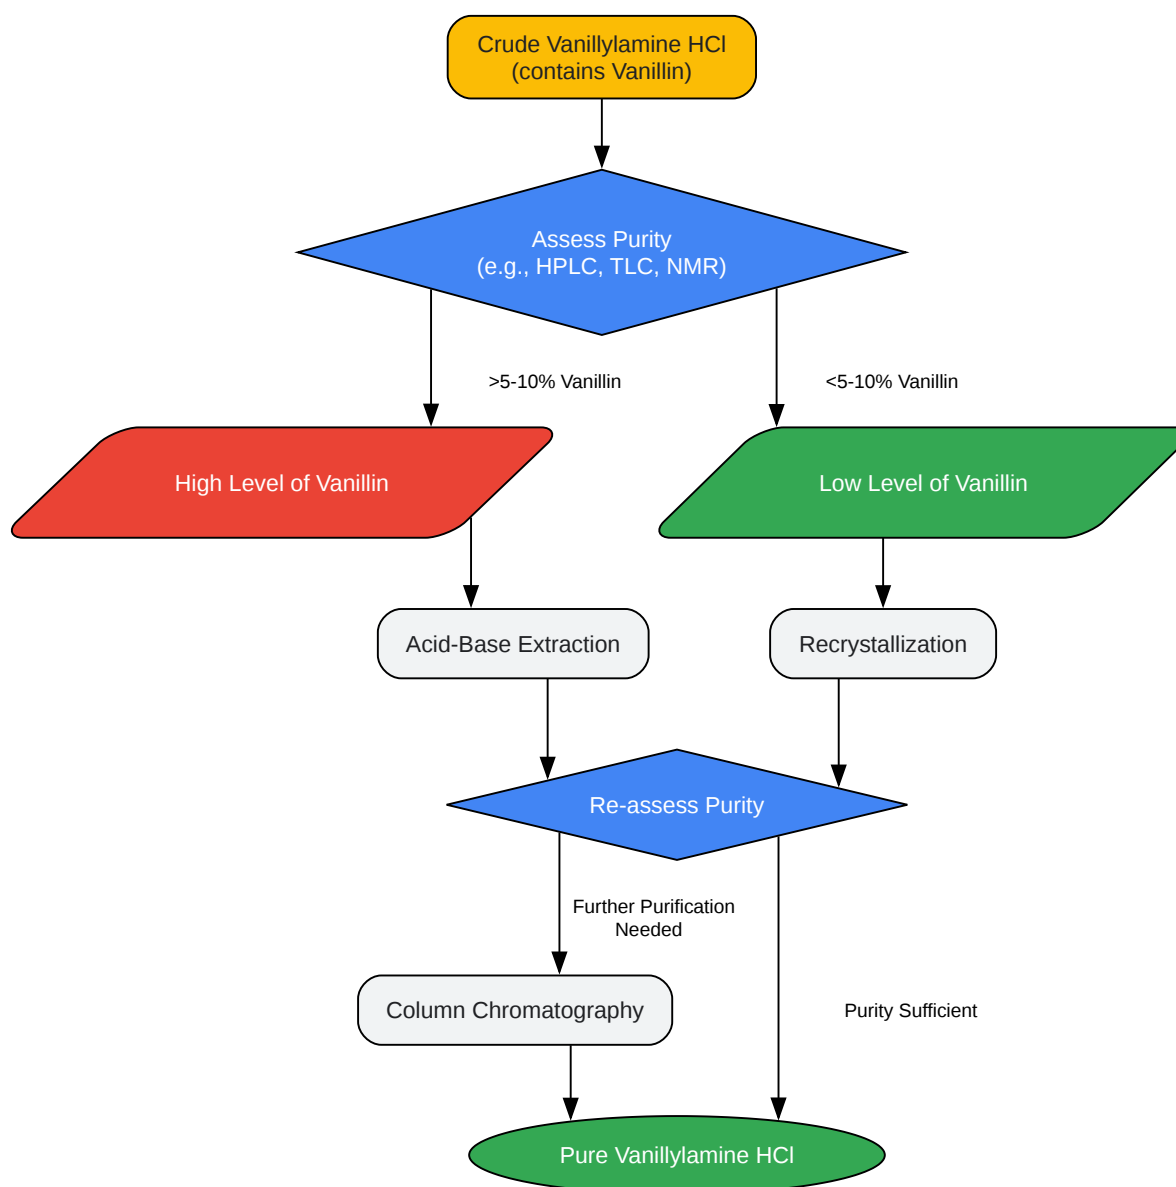 Crude Vanillylamine HCl
(contains Vanillin)
Assess Purity
(e.g., HPLC, TLC, NMR)
>5-10% Vanillin
<5-10% Vanillin
High Level of Vanillin
Low Level of Vanillin
Acid-Base Extraction
Recrystallization
Re-assess Purity
Further Purification
Needed
Column Chromatography
Purity Sufficient
Pure Vanillylamine HCl